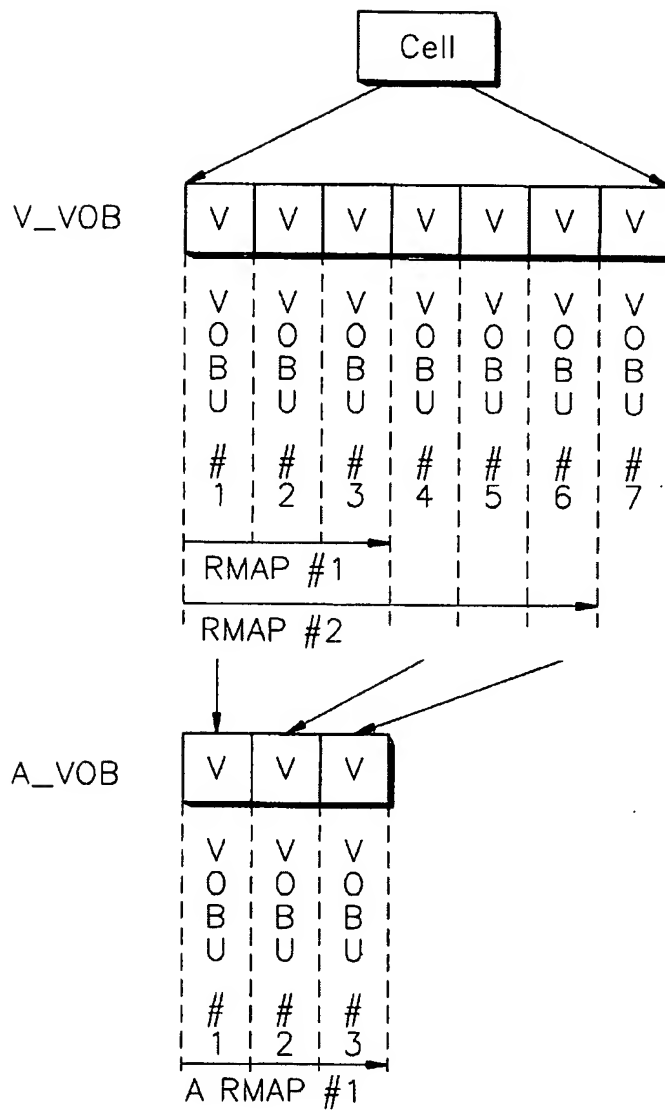 Cell
V_VOB
V V V V V V V
VOBU #1 VOBU #2 VOBU #3 VOBU #4 VOBU #5 VOBU #6 VOBU #7
RMAP #1
RMAP #2
A_VOB
V V V
VOBU #1 VOBU #2 VOBU #3
A RMAP #1